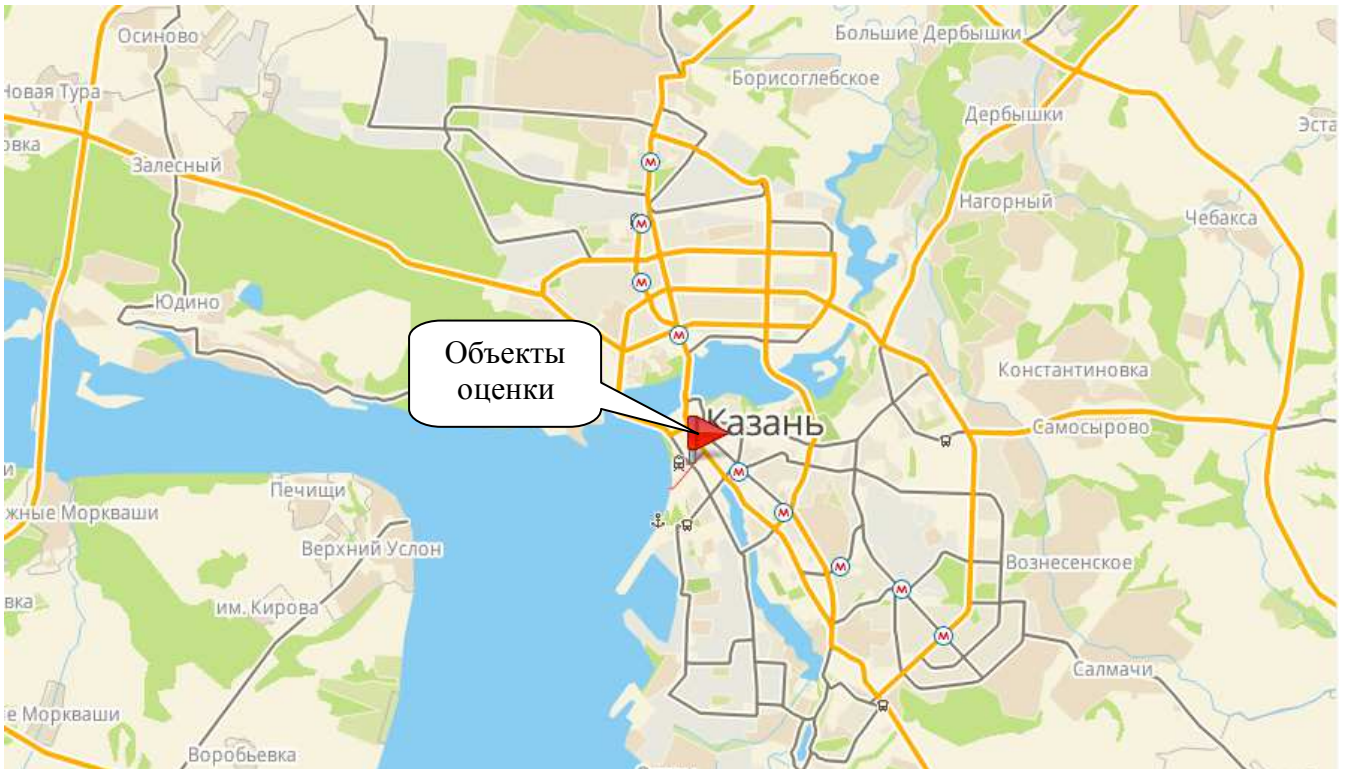 Осиново
Большие Дербышки
Борисоглебское
Новая Тура
Дербышки
Эста
овка
Залесный
М
Нагорный
Чебакса
М
М
Юдино
М
Объекты
оценки
Константиновка
Казань
Самосырово
и
М
Печищи
жные Моркваши
М
Верхний Услон
Вознесенское
М
вка
им. Кирова
М
М
Салмачи
е Моркваши
Воробьевка